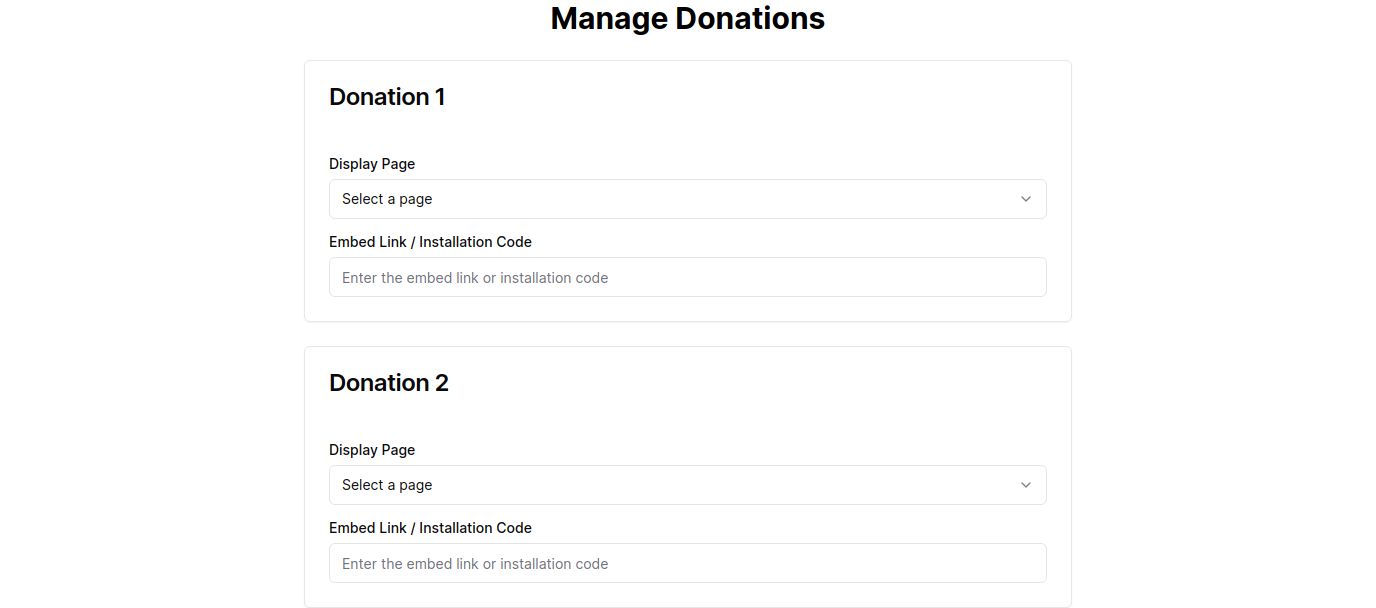 Manage Donations
Donation 1
Display Page
Select a page
Embed Link / Installation Code
Enter the embed link or installation code
Donation 2
Display Page
Select a page
Embed Link / Installation Code
Enter the embed link or installation code